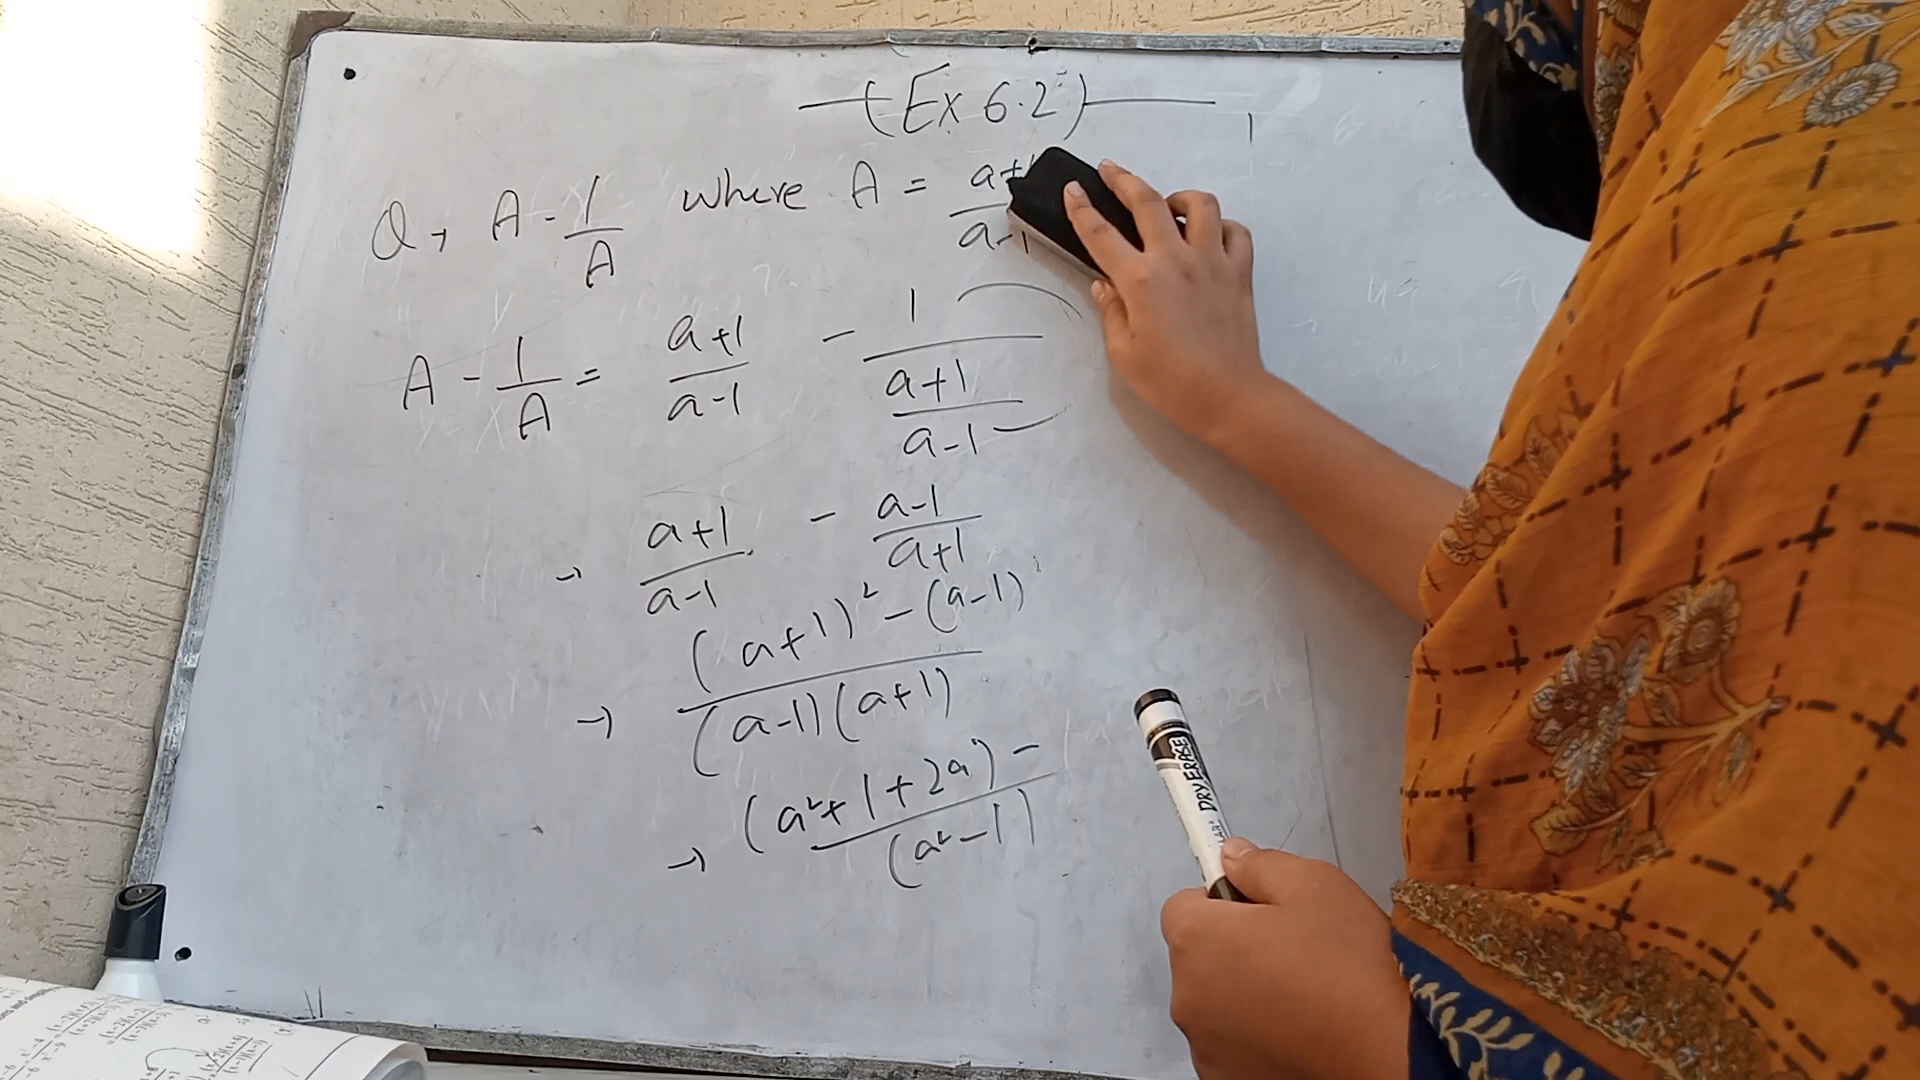 (Ex 6.2)
Q, A - 1/A where A = a+1/a-1
A - 1/A = a+1/a-1 - 1/(a+1/a-1)
→ a+1/a-1 - a-1/a+1
→ (a+1)² - (a-1)/(a-1)(a+1)
→ (a²+1+2a) -/(a²-1)
DRY ERASE